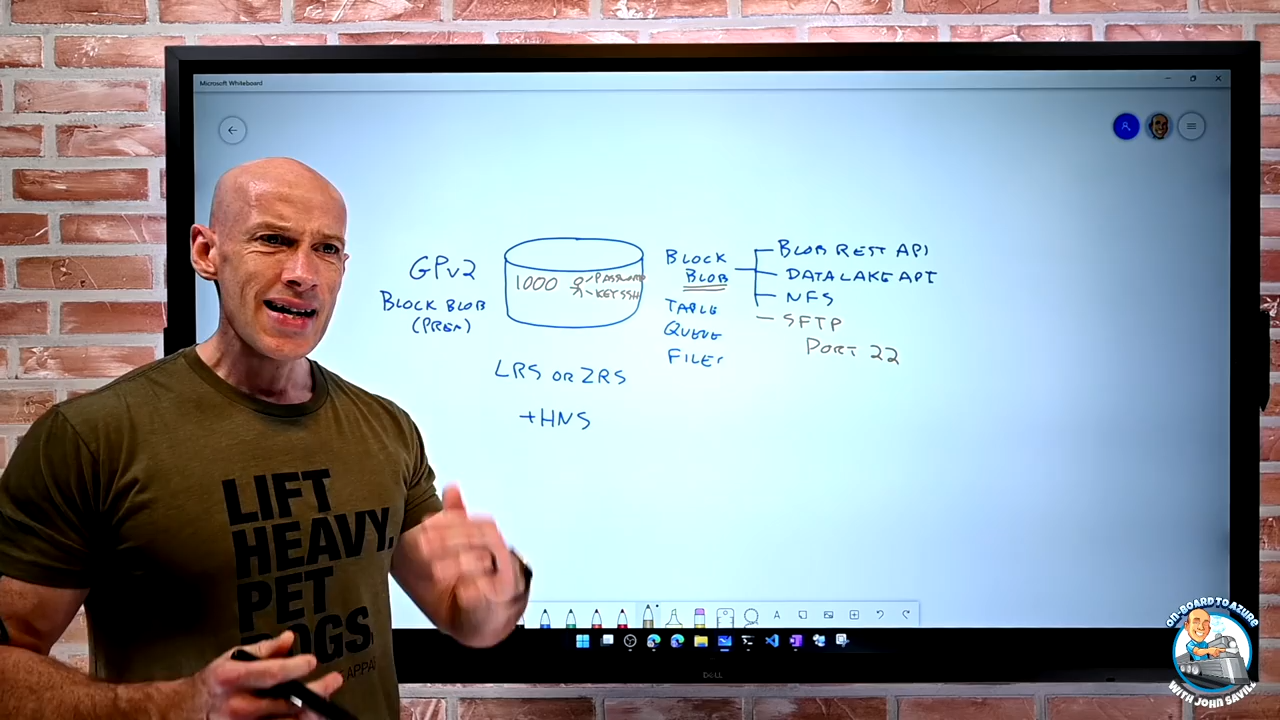 Microsoft Whiteboard
GPv2
BLOCK BLOB
(PREM)
1000
PASSWORD
KEY SSH
LRS OR ZRS
+HNS
BLOCK
BLOB
TABLE
QUEUE
FILES
BLOB REST API
DATA LAKE API
NFS
SFTP
PORT 22
LIFT
HEAVY.
PET
DOGS.
DELL
ON-BOARD TO AZURE
WITH JOHN SAVILL